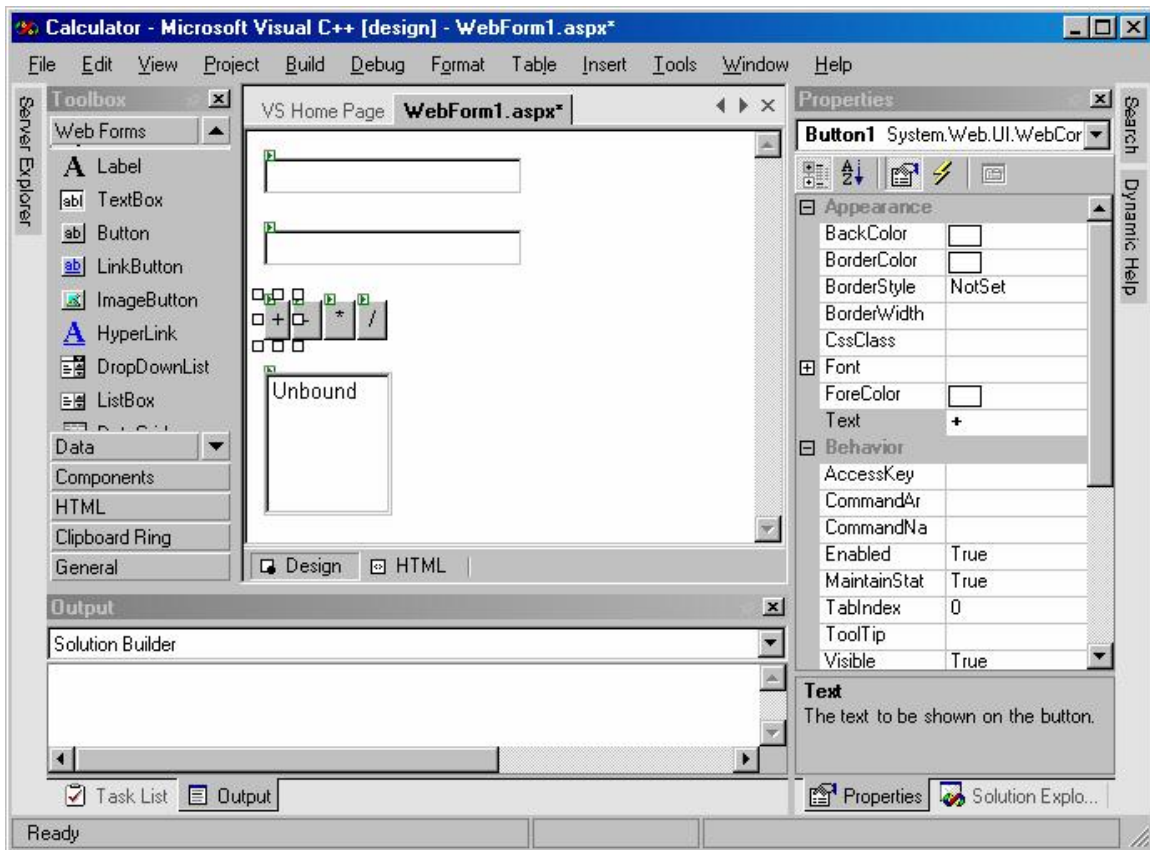 Calculator - Microsoft Visual C++ [design] - WebForm1.aspx*
File Edit View Project Build Debug Format Table Insert Tools Window Help
Server Explorer
Toolbox
Web Forms
Label
TextBox
Button
LinkButton
ImageButton
HyperLink
DropDownList
ListBox
Data
Components
HTML
Clipboard Ring
General
VS Home Page WebForm1.aspx*
+ - * /
Unbound
Design HTML
Output
Solution Builder
Task List Output
Properties
Button1 System.Web.UI.WebCor
Appearance
BackColor
BorderColor
BorderStyle NotSet
BorderWidth
CssClass
Font
ForeColor
Text +
Behavior
AccessKey
CommandAr
CommandNa
Enabled True
MaintainStat True
TabIndex 0
ToolTip
Visible True
Text
The text to be shown on the button.
Properties Solution Explo...
Search
Dynamic Help
Ready